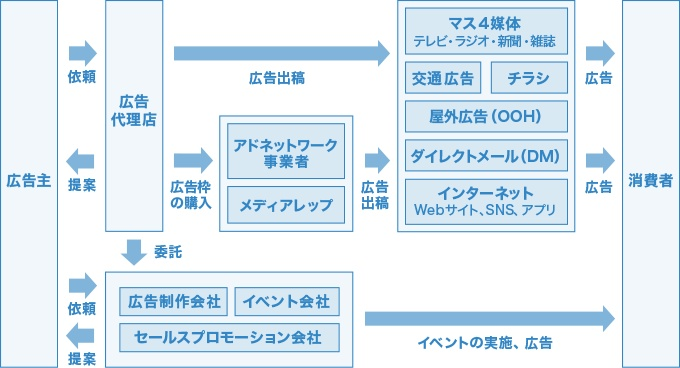 広告主
依頼
提案
広告
代理店
広告出稿
広告枠
の購入
アドネットワーク
事業者
メディアレップ
広告
出稿
マス4媒体
テレビ・ラジオ・新聞・雑誌
交通広告
チラシ
屋外広告(OOH)
ダイレクトメール(DM)
インターネット
Webサイト、SNS、アプリ
広告
広告
消費者
委託
依頼
提案
広告制作会社
イベント会社
セールスプロモーション会社
イベントの実施、広告